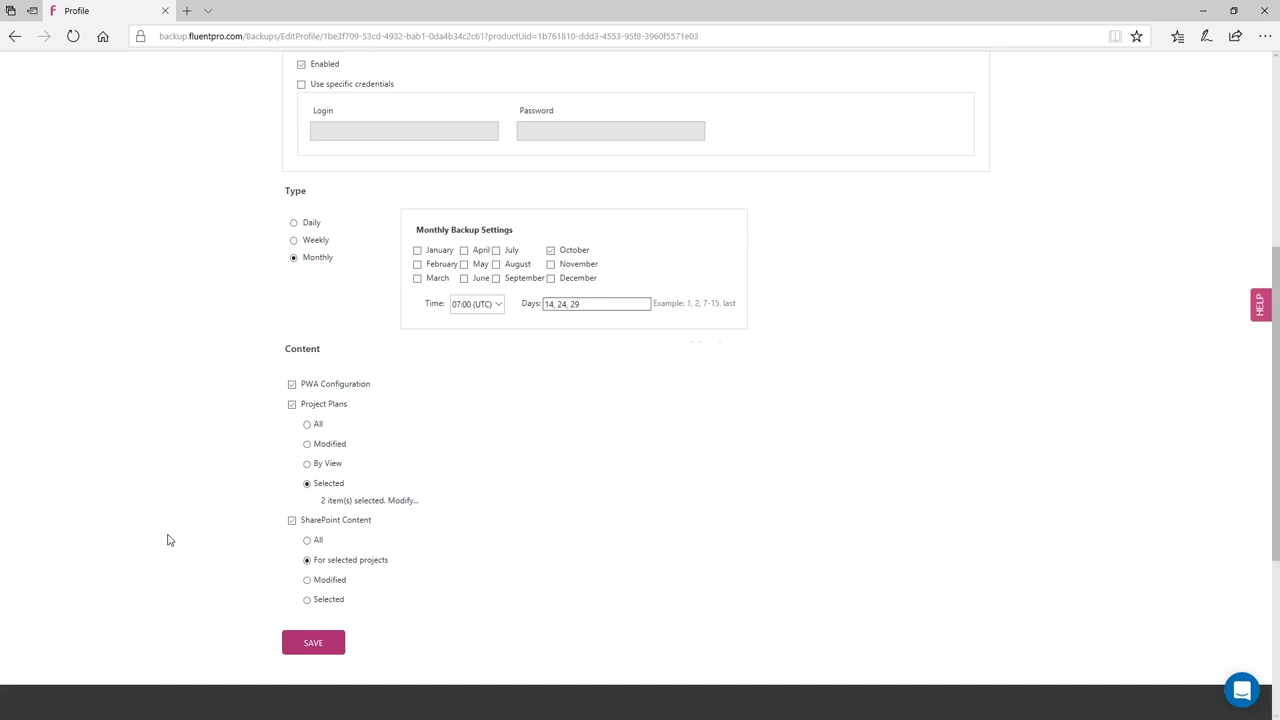 Profile
backup.fluentpro.com/Backups/EditProfile/1be3f709-53cd-4932-bab1-0da4b34c2c61?productUid=1b761810-ddd3-4553-95f8-3960f5571e03
Enabled
Use specific credentials
Login Password
Type
Daily
Weekly
Monthly
Monthly Backup Settings
January April July October
February May August November
March June September December
Time: 07:00 (UTC) Days: 14, 24, 29 Example: 1, 2, 7-15, last
HELP
Content
PWA Configuration
Project Plans
All
Modified
By View
Selected
2 item(s) selected. Modify...
SharePoint Content
All
For selected projects
Modified
Selected
SAVE